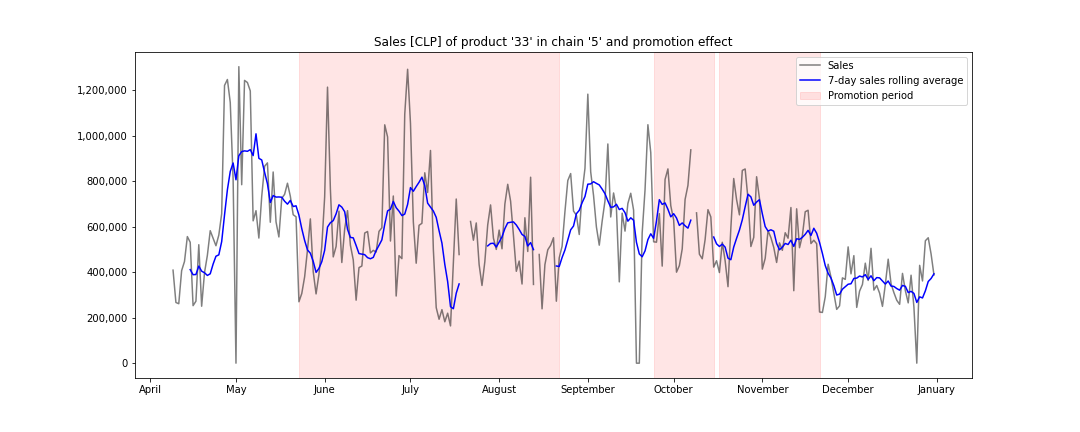 Sales [CLP] of product '33' in chain '5' and promotion effect
Sales
7-day sales rolling average
Promotion period
1,200,000
1,000,000
800,000
600,000
400,000
200,000
0
April May June July August September October November December January